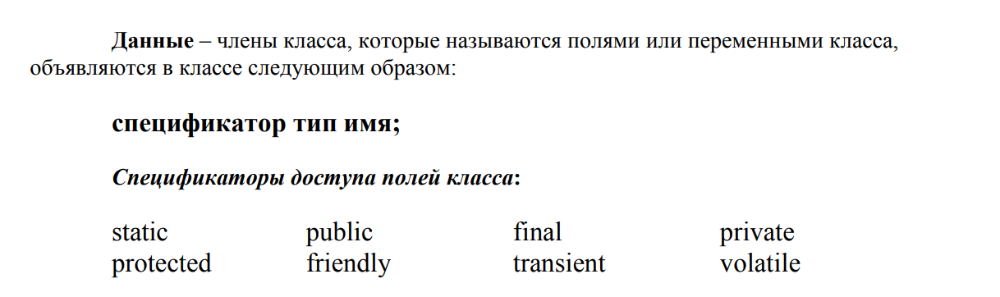 Данные – члены класса, которые называются полями или переменными класса,
объявляются в классе следующим образом:
спецификатор тип имя;
Спецификаторы доступа полей класса:
static public final private
protected friendly transient volatile